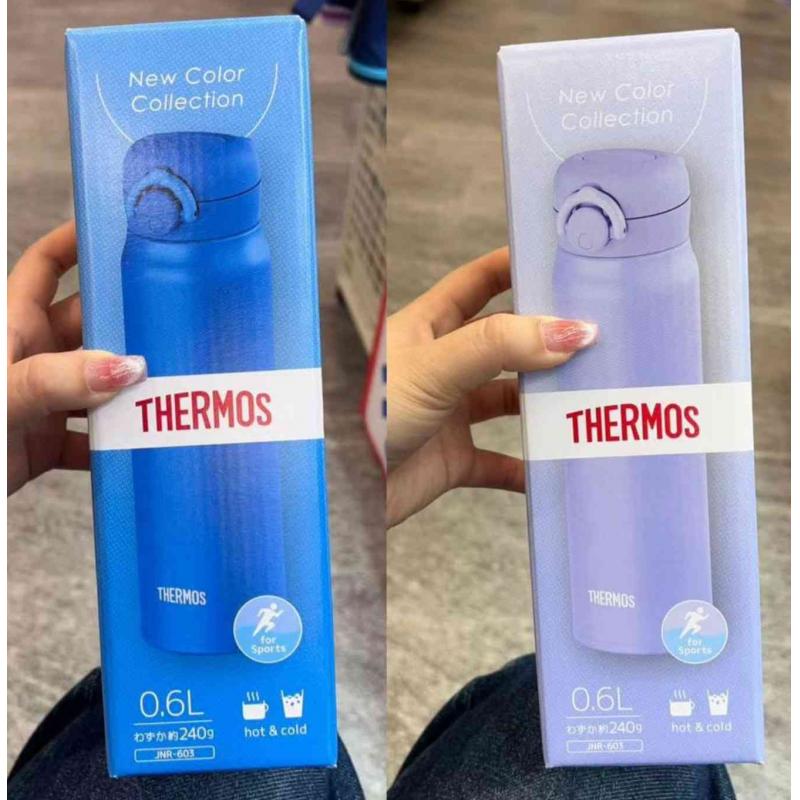 New Color
Collection
THERMOS
THERMOS
for
Sports
0.6L
わずか約240g
JNR-603
hot & cold
New Color
Collection
THERMOS
THERMOS
for
Sports
0.6L
わずか約240g
JNR-603
hot & cold